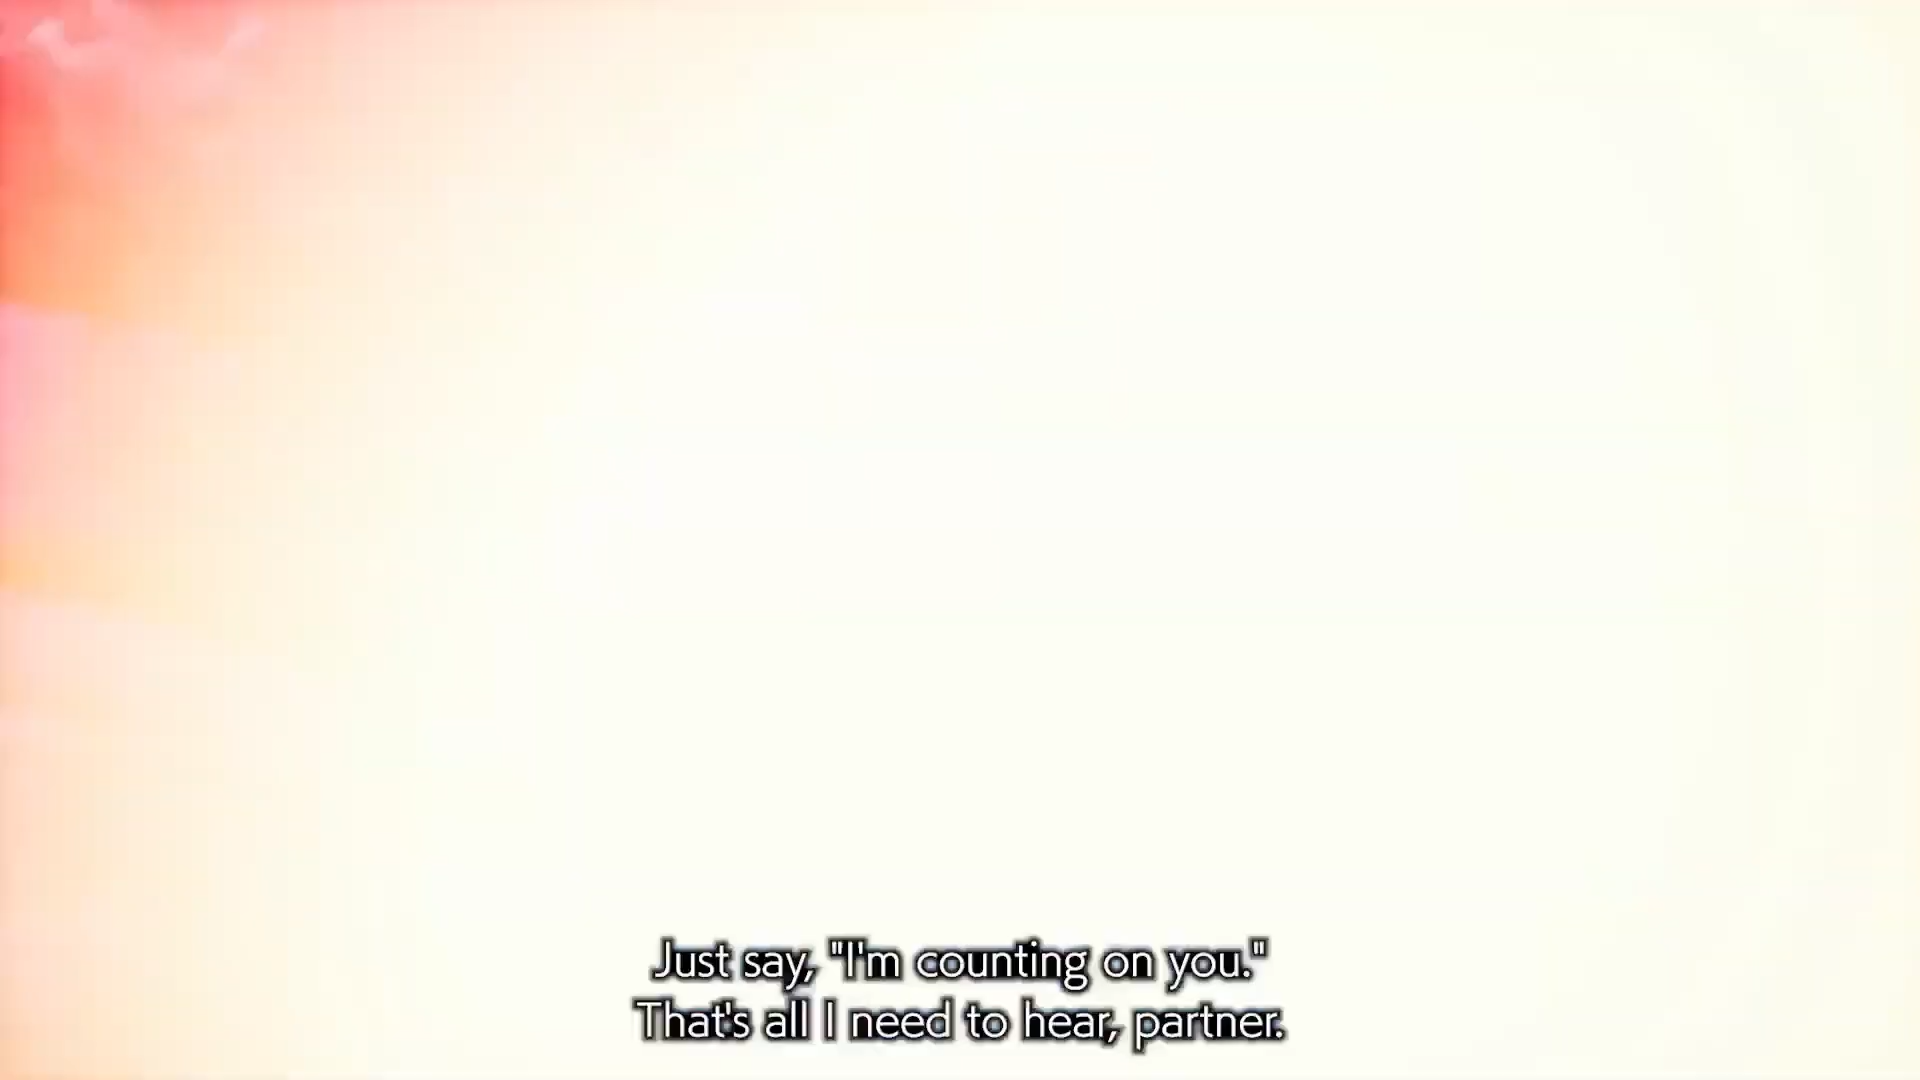 Just say, "I'm counting on you."
That's all I need to hear, partner.